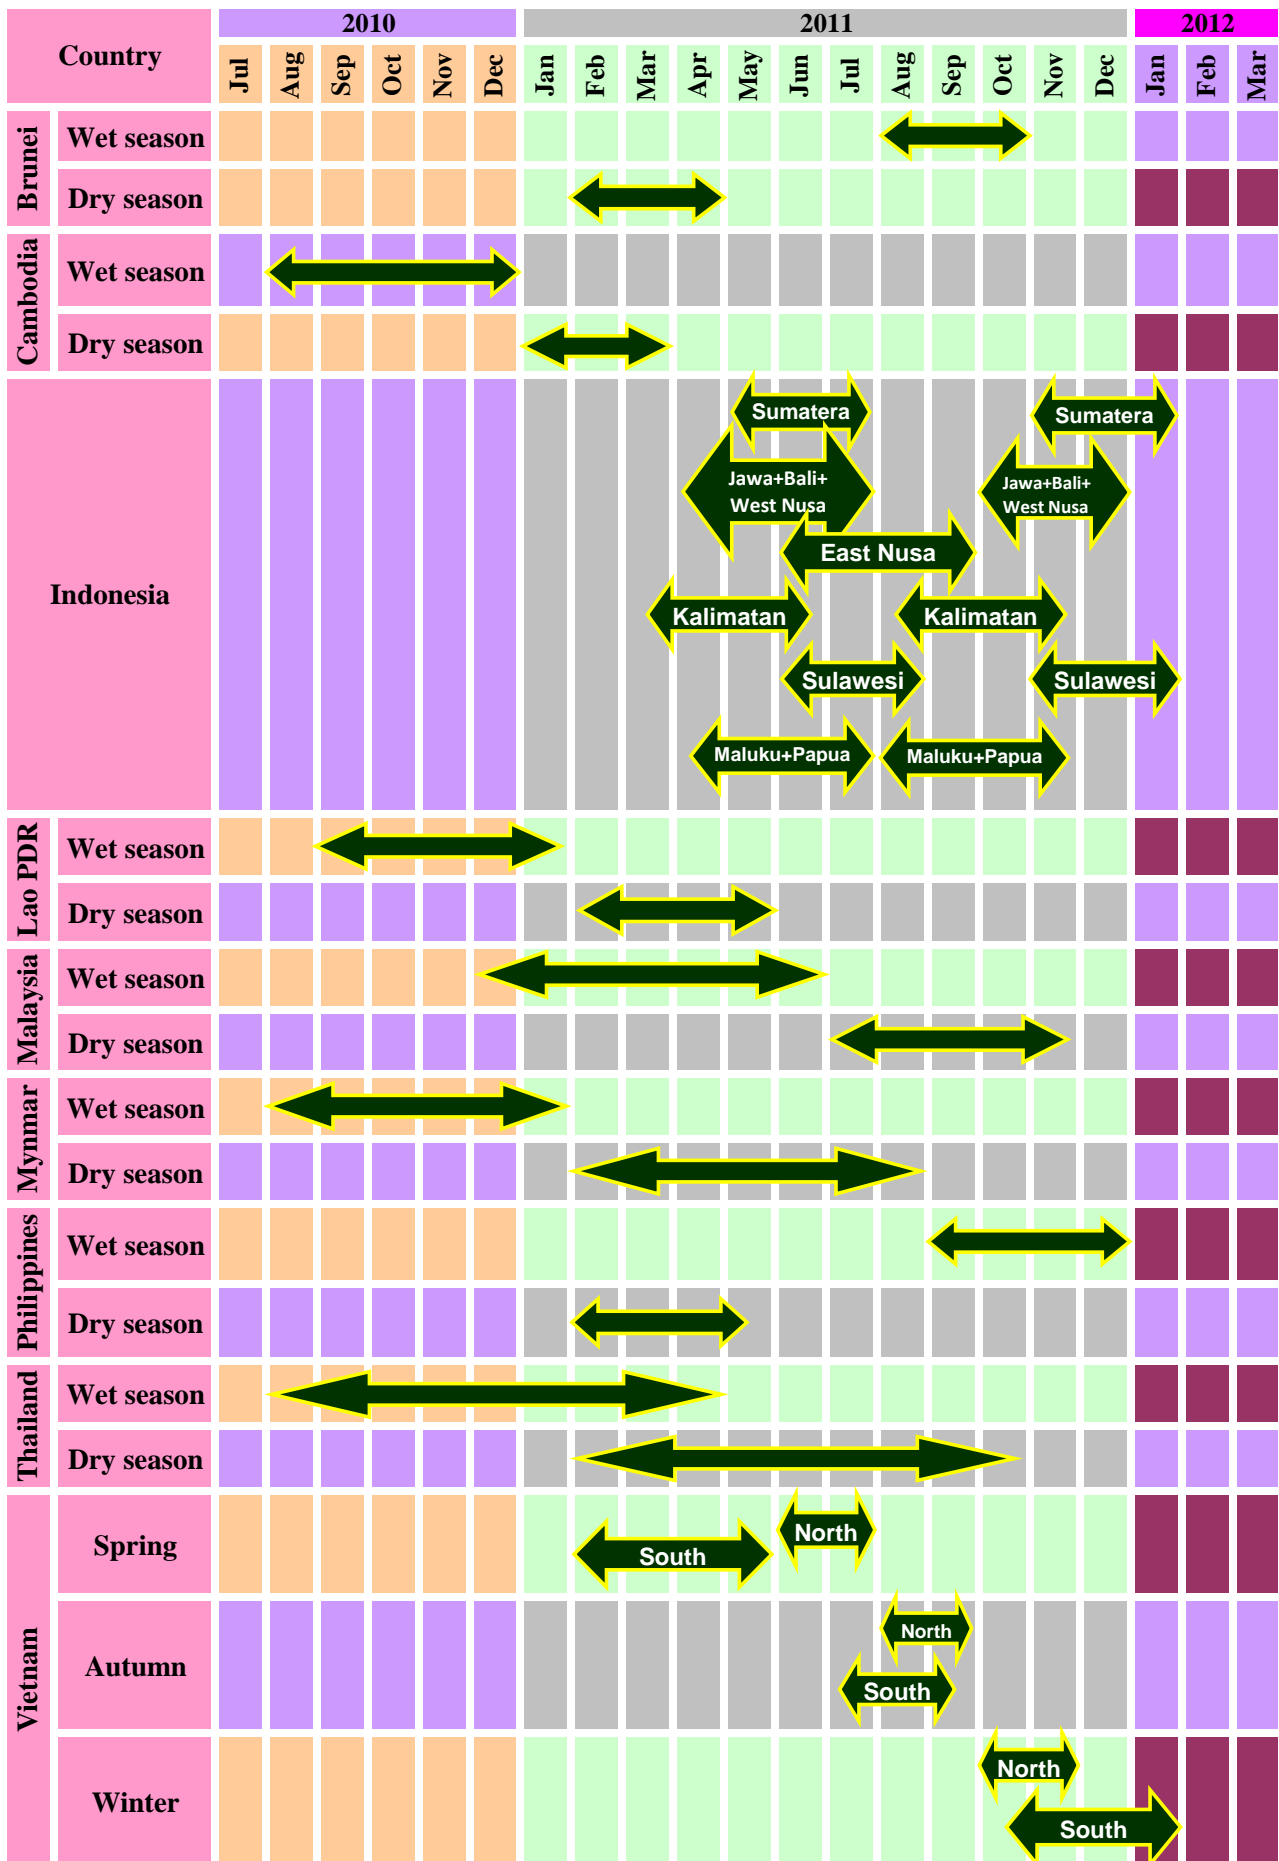 Country
2010
2011
2012
Jul
Aug
Sep
Oct
Nov
Dec
Jan
Feb
Mar
Apr
May
Jun
Jul
Aug
Sep
Oct
Nov
Dec
Jan
Feb
Mar
Brunei
Wet season
Dry season
Cambodia
Wet season
Dry season
Indonesia
Sumatera
Sumatera
Jawa+Bali+
West Nusa
Jawa+Bali+
West Nusa
East Nusa
Kalimatan
Kalimatan
Sulawesi
Sulawesi
Maluku+Papua
Maluku+Papua
Lao PDR
Wet season
Dry season
Malaysia
Wet season
Dry season
Mynmar
Wet season
Dry season
Philippines
Wet season
Dry season
Thailand
Wet season
Dry season
Vietnam
Spring
North
South
Autumn
North
South
Winter
North
South